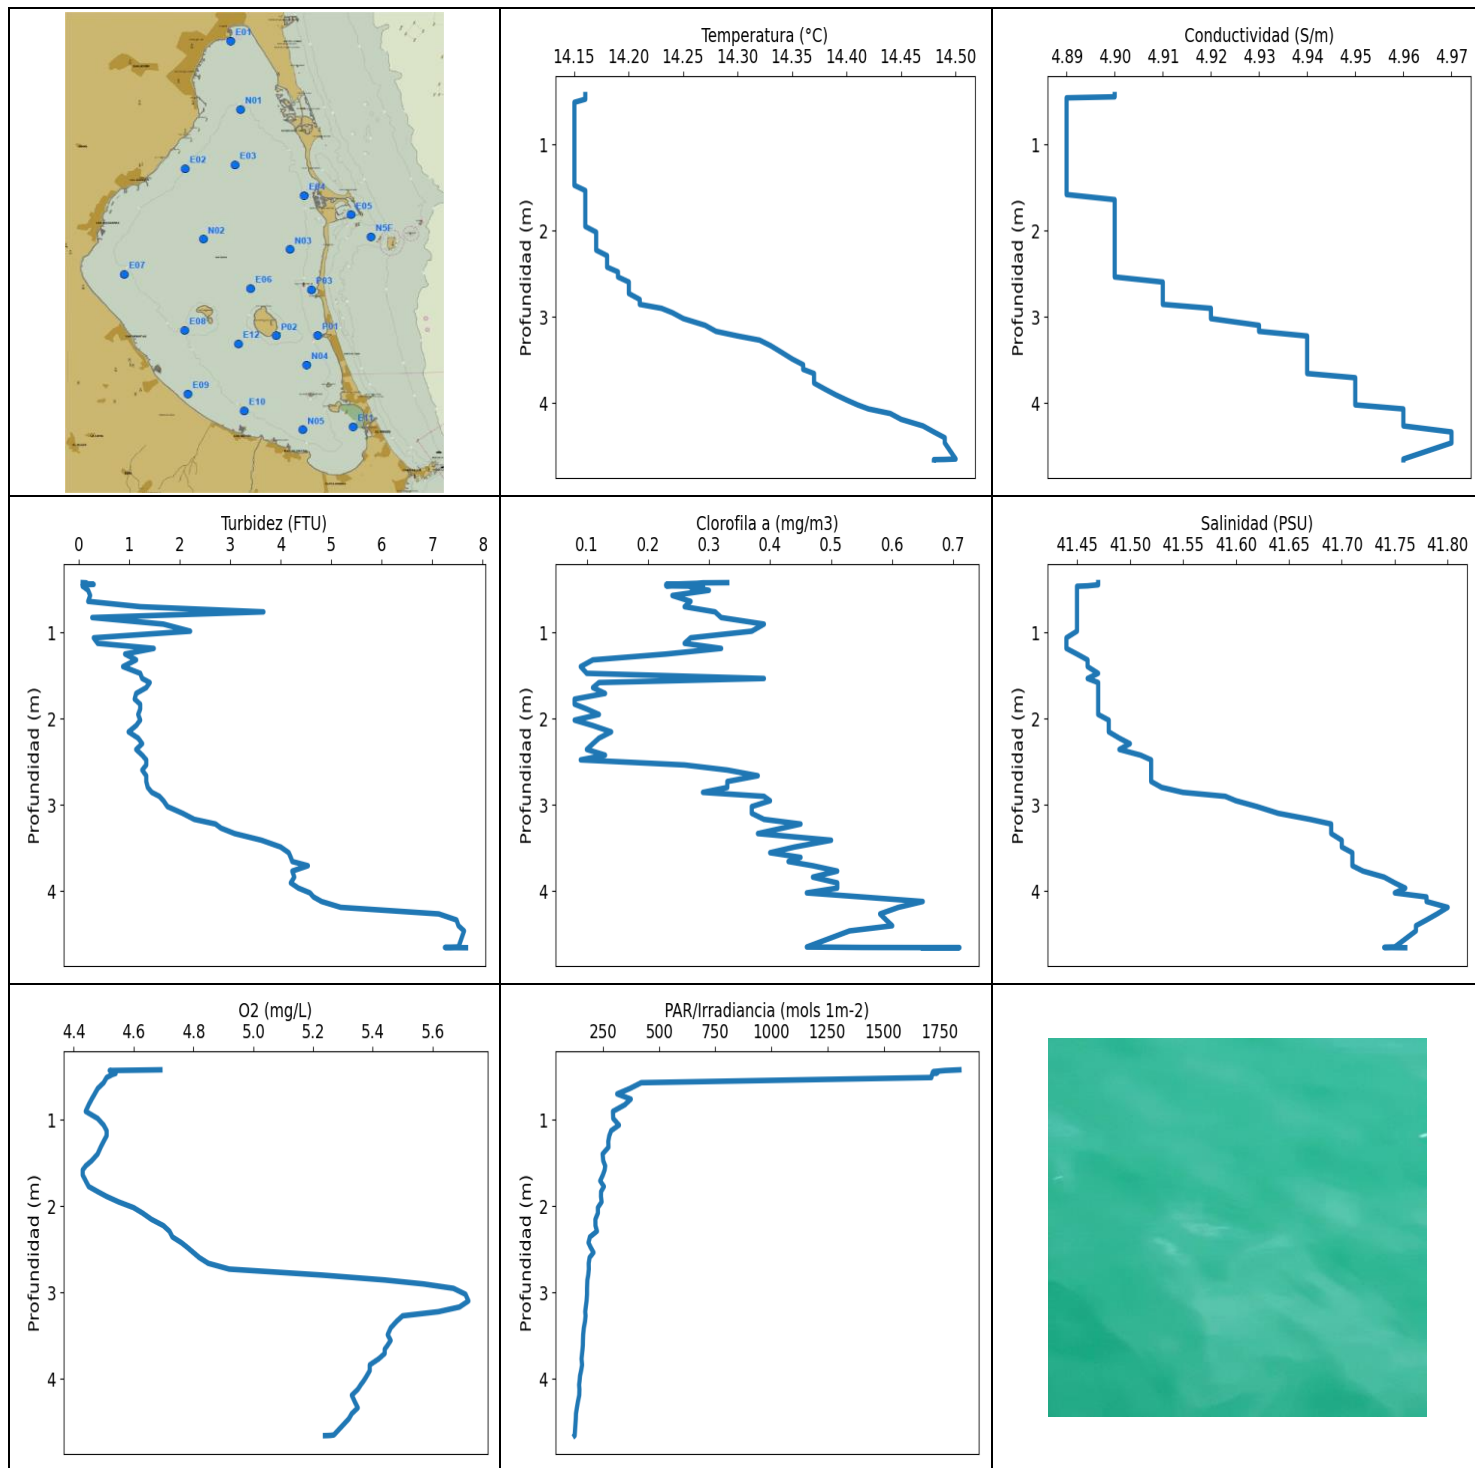 E01
N01
E02
E03
E04
E05
N5F
N02
N03
E07
E06
P03
E08
P02
P01
E12
N04
E09
E10
N05
E11
Temperatura (°C)
14.15 14.20 14.25 14.30 14.35 14.40 14.45 14.50
Profundidad (m)
1
2
3
4
Conductividad (S/m)
4.89 4.90 4.91 4.92 4.93 4.94 4.95 4.96 4.97
Profundidad (m)
1
2
3
4
Turbidez (FTU)
0 1 2 3 4 5 6 7 8
Profundidad (m)
1
2
3
4
Clorofila a (mg/m3)
0.1 0.2 0.3 0.4 0.5 0.6 0.7
Profundidad (m)
1
2
3
4
Salinidad (PSU)
41.45 41.50 41.55 41.60 41.65 41.70 41.75 41.80
Profundidad (m)
1
2
3
4
O2 (mg/L)
4.4 4.6 4.8 5.0 5.2 5.4 5.6
Profundidad (m)
1
2
3
4
PAR/Irradiancia (mols 1m-2)
250 500 750 1000 1250 1500 1750
Profundidad (m)
1
2
3
4